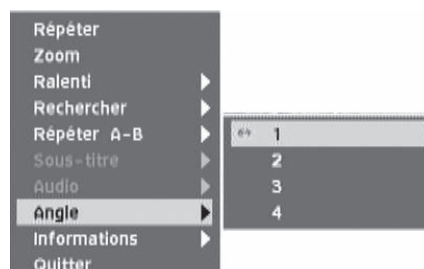 Répéter
Zoom
Ralenti
Rechercher
Répéter A-B
Sous-titre
Audio
Angle
Informations
Quitter
1
2
3
4